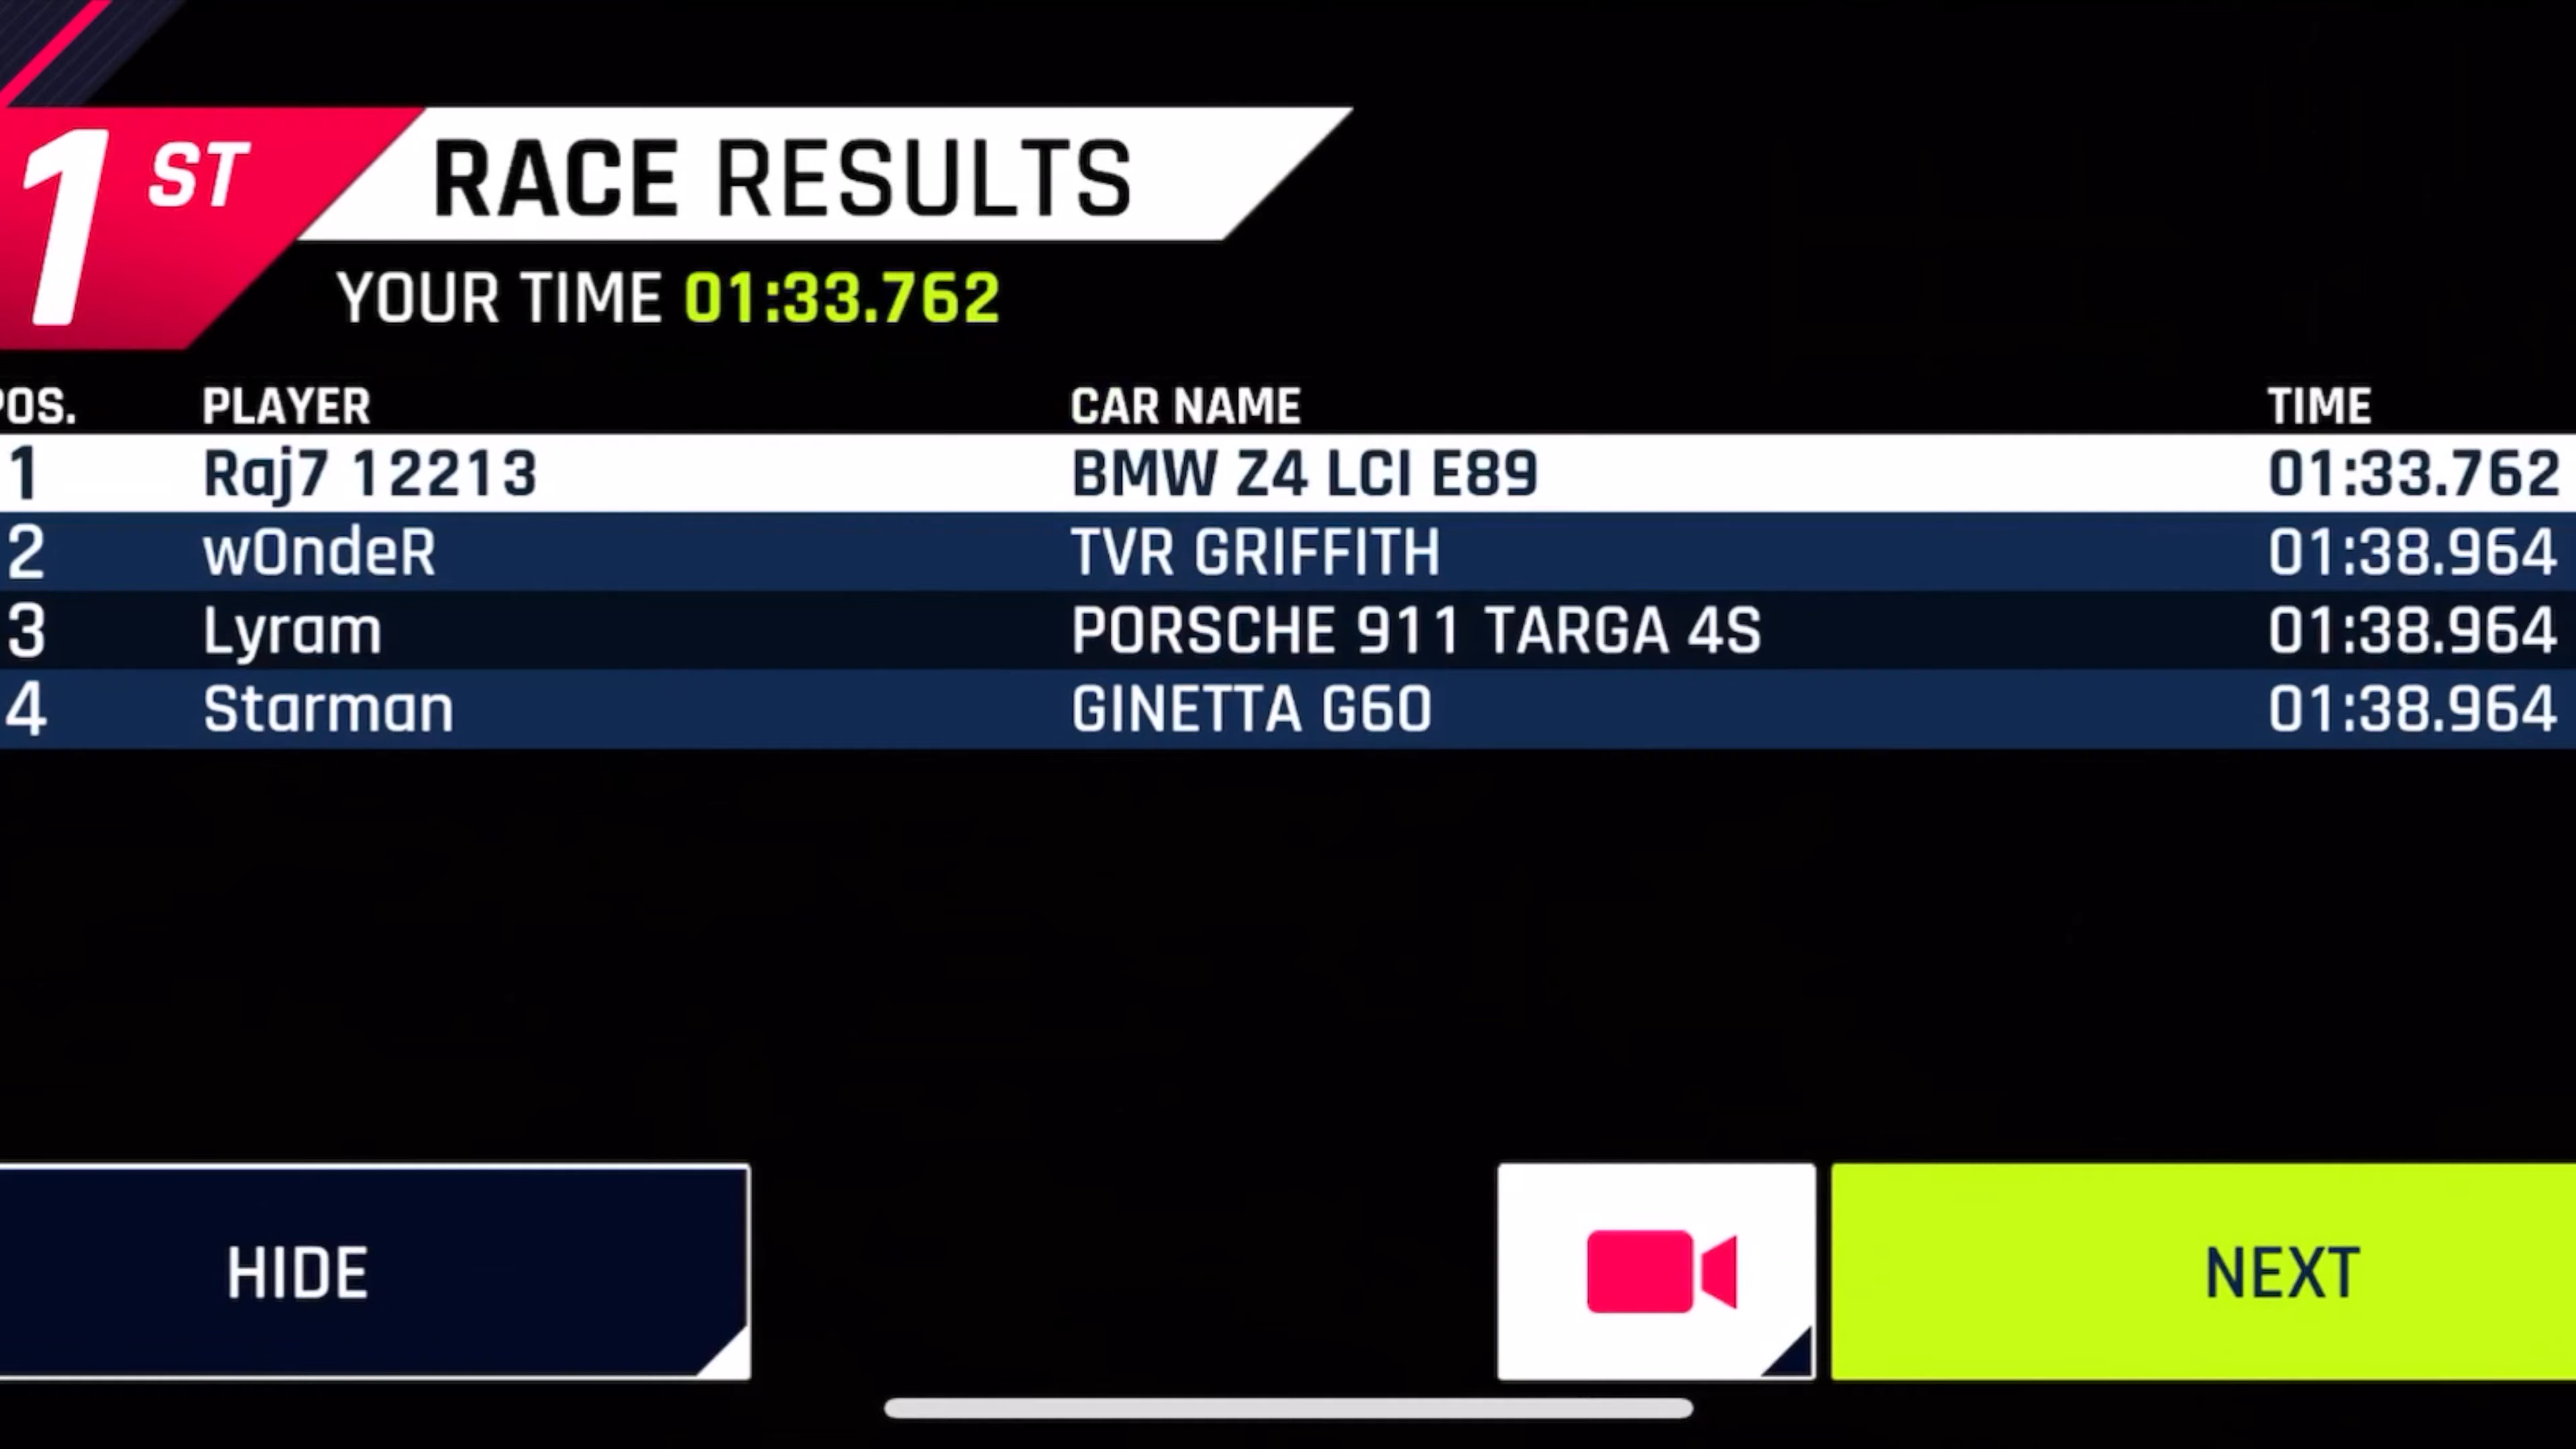 1 ST
RACE RESULTS
YOUR TIME 01:33.762
POS. PLAYER CAR NAME TIME
1 Raj7 12213 BMW Z4 LCI E89 01:33.762
2 w0ndeR TVR GRIFFITH 01:38.964
3 Lyram PORSCHE 911 TARGA 4S 01:38.964
4 Starman GINETTA G60 01:38.964
HIDE NEXT